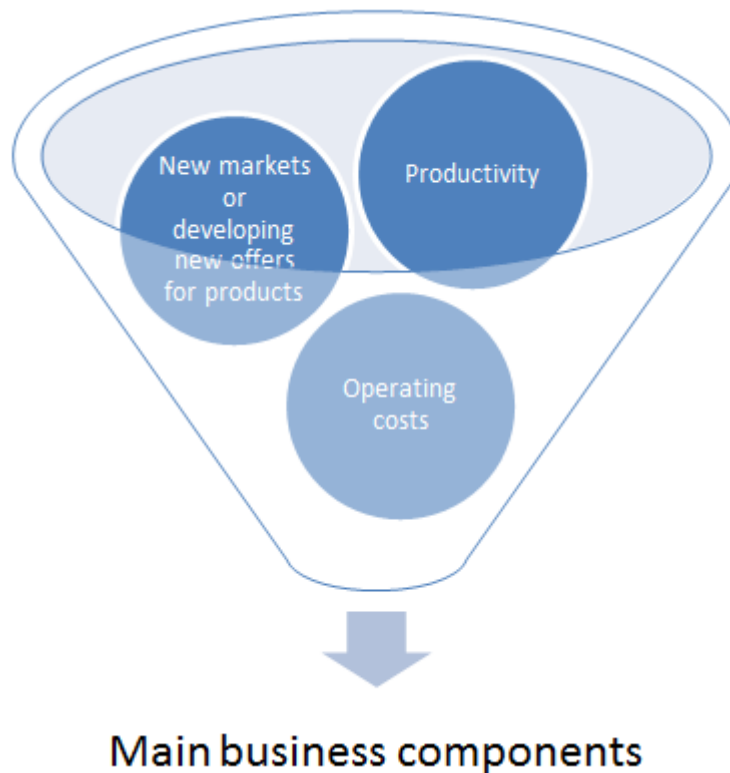 New markets
or
developing
new offers
for products
Productivity
Operating
costs
Main business components